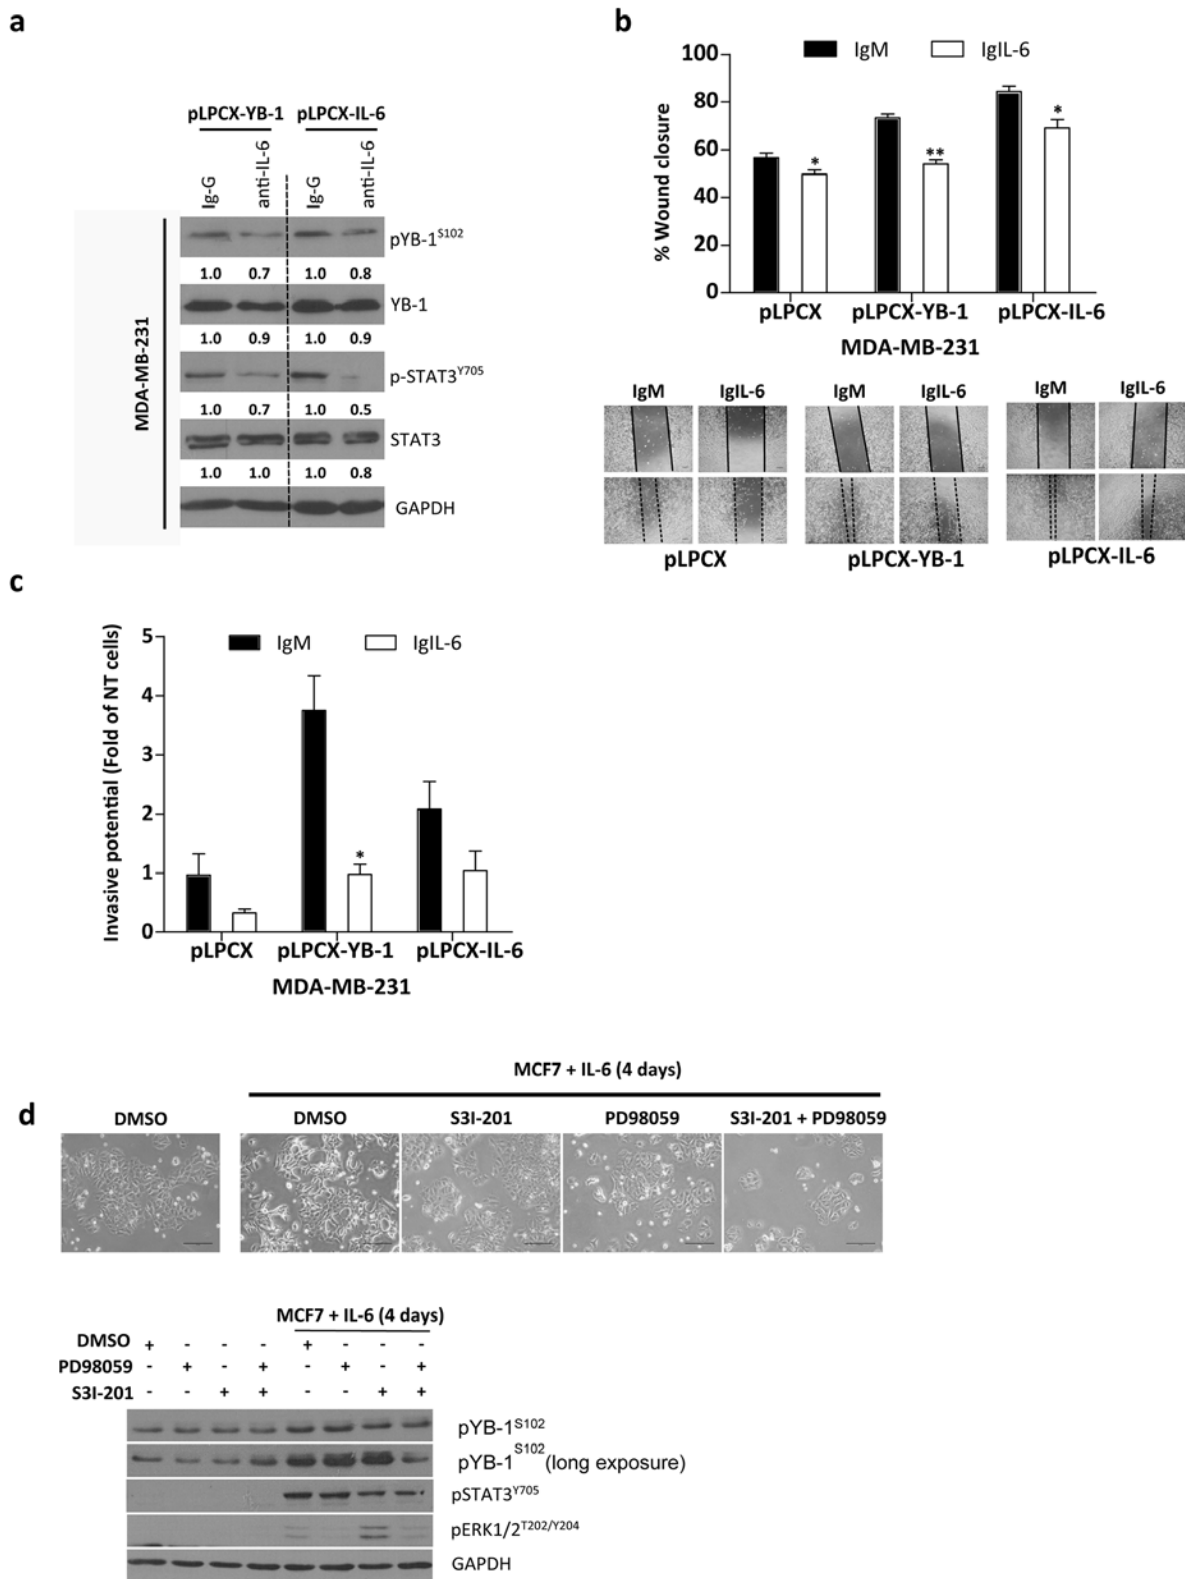 a
pLPCX-YB-1 pLPCX-IL-6
Ig-G anti-IL-6 Ig-G anti-IL-6
MDA-MB-231
pYB-1S102
1.0 0.7 1.0 0.8
YB-1
1.0 0.9 1.0 0.9
p-STAT3Y705
1.0 0.7 1.0 0.5
STAT3
1.0 1.0 1.0 0.8
GAPDH
b
IgM IgIL-6
% Wound closure
100
80
60
40
20
0
* ** *
pLPCX pLPCX-YB-1 pLPCX-IL-6
MDA-MB-231
IgM IgIL-6 IgM IgIL-6 IgM IgIL-6
pLPCX pLPCX-YB-1 pLPCX-IL-6
c
IgM IgIL-6
Invasive potential (Fold of NT cells)
5
4
3
2
1
0
*
pLPCX pLPCX-YB-1 pLPCX-IL-6
MDA-MB-231
d
MCF7 + IL-6 (4 days)
DMSO DMSO S3I-201 PD98059 S3I-201 + PD98059
MCF7 + IL-6 (4 days)
DMSO + - - - + - - -
PD98059 - + - + - + - +
S3I-201 - - + + - - + +
pYB-1S102
pYB-1S102(long exposure)
pSTAT3Y705
pERK1/2T202/Y204
GAPDH